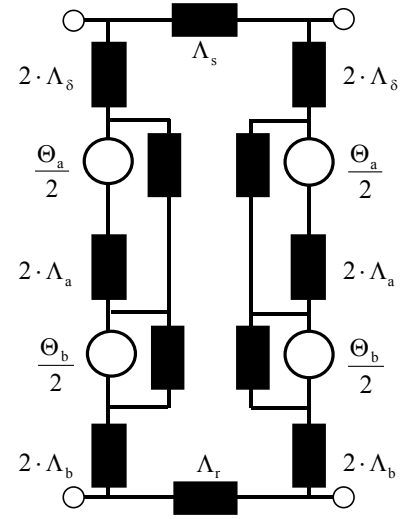 Λs
2 · Λδ 2 · Λδ
Θa/2 Θa/2
2 · Λa 2 · Λa
Θb/2 Θb/2
2 · Λb 2 · Λb
Λr